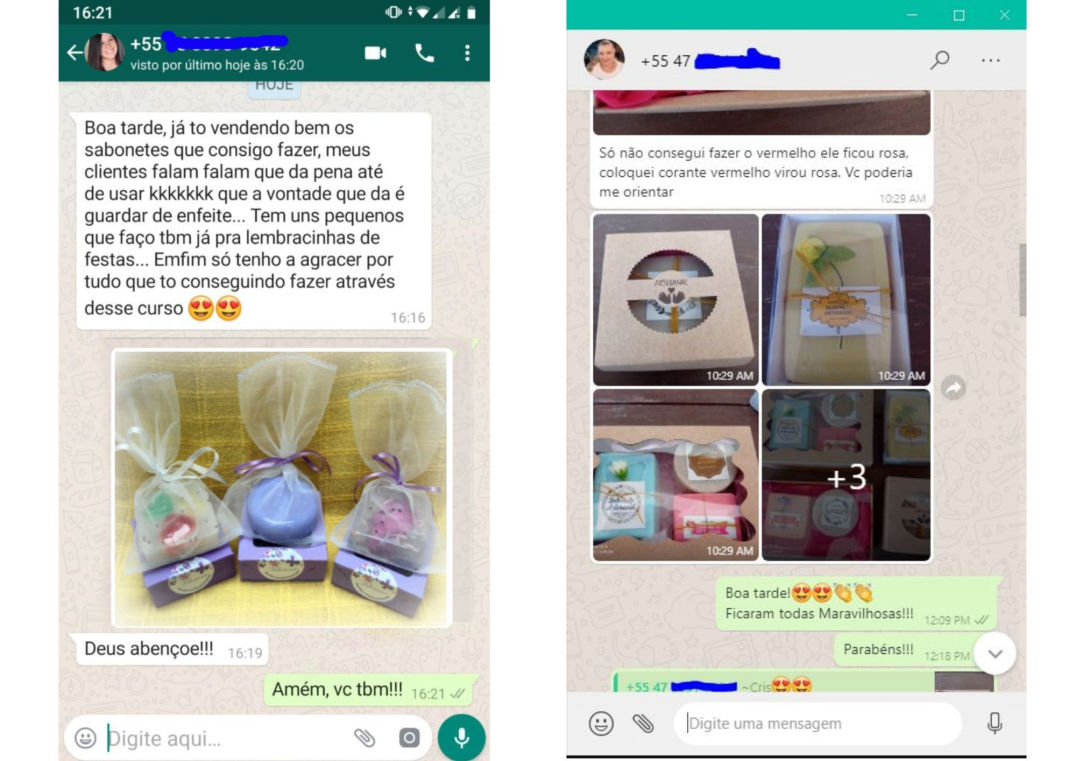 16:21
+55
visto por último hoje às 16:20
HOJE
Boa tarde, já to vendendo bem os
sabonetes que consigo fazer, meus
clientes falam falam que da pena até
de usar kkkkkkk que a vontade que da é
guardar de enfeite... Tem uns pequenos
que faço tbm já pra lembracinhas de
festas... Emfim só tenho a agracer por
tudo que to conseguindo fazer através
desse curso 😍😍
16:16
Deus abençoe!!! 16:19
Amém, vc tbm!!! 16:21
Digite aqui...
+55 47
Só não consegui fazer o vermelho ele ficou rosa,
coloquei corante vermelho virou rosa. Vc poderia
me orientar
10:29 AM
ARTESANAL
10:29 AM
10:29 AM
10:29 AM
+3
Boa tarde!😍😍👏👏
Ficaram todas Maravilhosas!!! 12:09 PM
Parabéns!!! 12:18 PM
+55 47 ~Cris😍😍
Digite uma mensagem